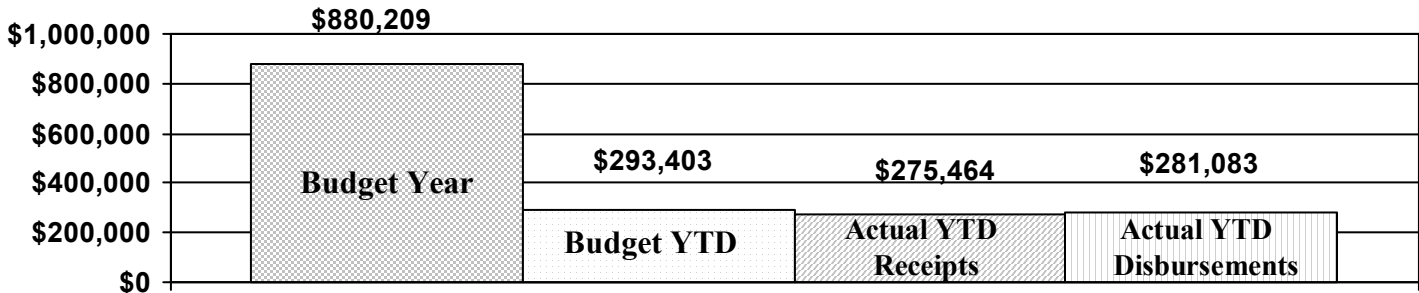 $880,209
$1,000,000
$800,000
$600,000
$400,000
$200,000
$0
$293,403
$275,464
$281,083
Budget Year
Budget YTD
Actual YTD
Receipts
Actual YTD
Disbursements